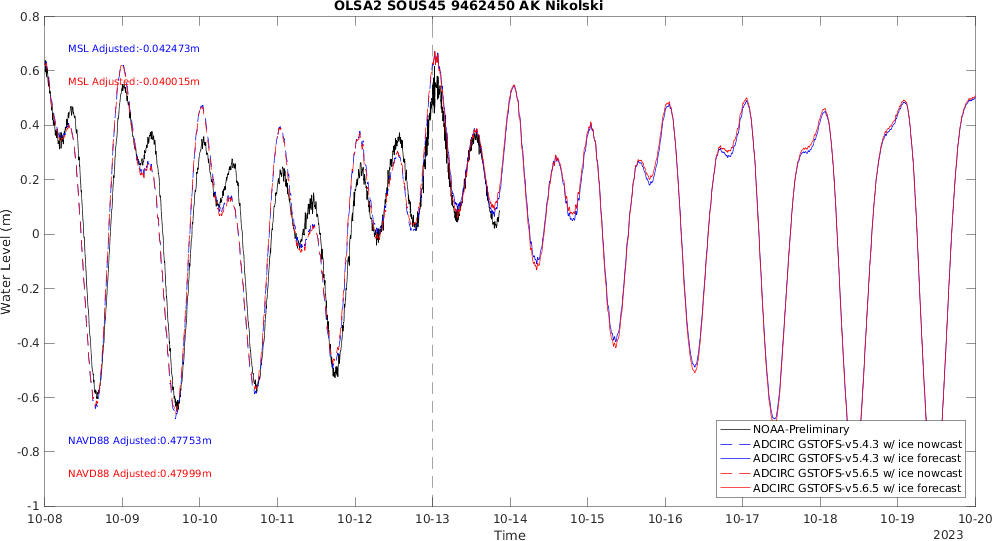 OLSA2 SOUS45 9462450 AK Nikolski
MSL Adjusted:-0.042473m
MSL Adjusted:-0.040015m
NAVD88 Adjusted:0.47753m
NAVD88 Adjusted:0.47999m
Water Level (m)
0.8
0.6
0.4
0.2
0
-0.2
-0.4
-0.6
-0.8
-1
NOAA-Preliminary
ADCIRC GSTOFS-v5.4.3 w/ ice nowcast
ADCIRC GSTOFS-v5.4.3 w/ ice forecast
ADCIRC GSTOFS-v5.6.5 w/ ice nowcast
ADCIRC GSTOFS-v5.6.5 w/ ice forecast
10-08 10-09 10-10 10-11 10-12 10-13 10-14 10-15 10-16 10-17 10-18 10-19 10-20
Time
2023